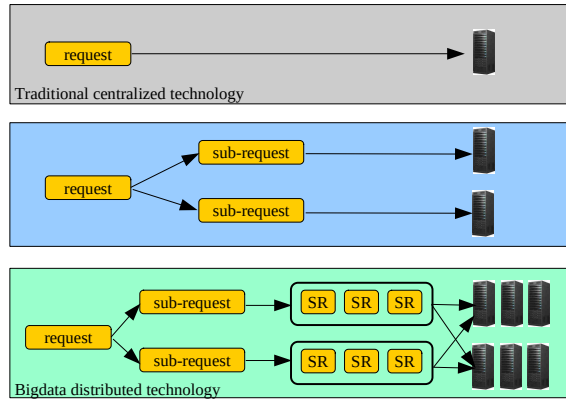 request
Traditional centralized technology
sub-request
request
sub-request
sub-request
SR SR SR
request
sub-request
SR SR SR
Bigdata distributed technology